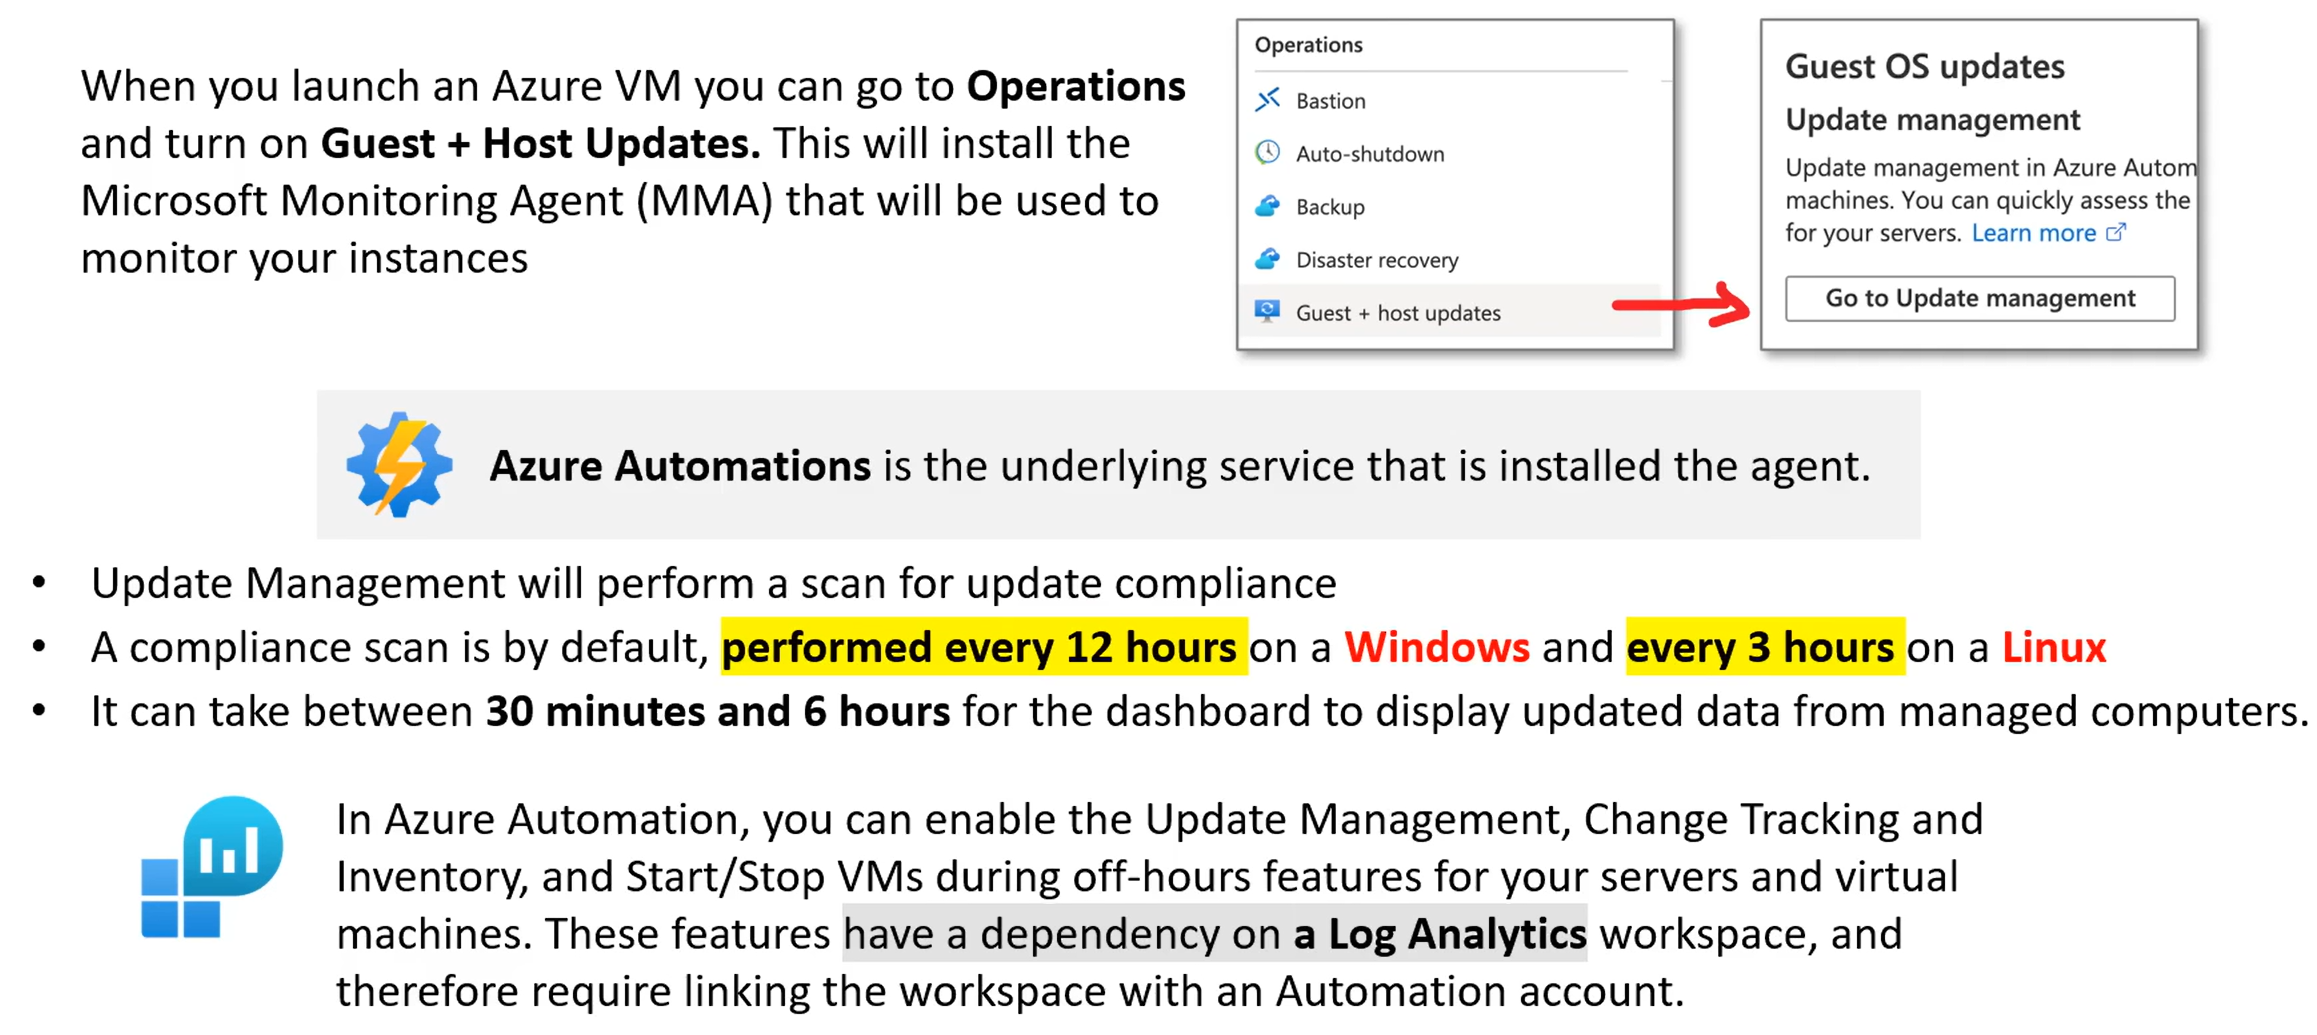 When you launch an Azure VM you can go to Operations
and turn on Guest + Host Updates. This will install the
Microsoft Monitoring Agent (MMA) that will be used to
monitor your instances
Operations
Bastion
Auto-shutdown
Backup
Disaster recovery
Guest + host updates
Guest OS updates
Update management
Update management in Azure Autom
machines. You can quickly assess the
for your servers. Learn more
Go to Update management
Azure Automations is the underlying service that is installed the agent.
• Update Management will perform a scan for update compliance
• A compliance scan is by default, performed every 12 hours on a Windows and every 3 hours on a Linux
• It can take between 30 minutes and 6 hours for the dashboard to display updated data from managed computers.
In Azure Automation, you can enable the Update Management, Change Tracking and
Inventory, and Start/Stop VMs during off-hours features for your servers and virtual
machines. These features have a dependency on a Log Analytics workspace, and
therefore require linking the workspace with an Automation account.